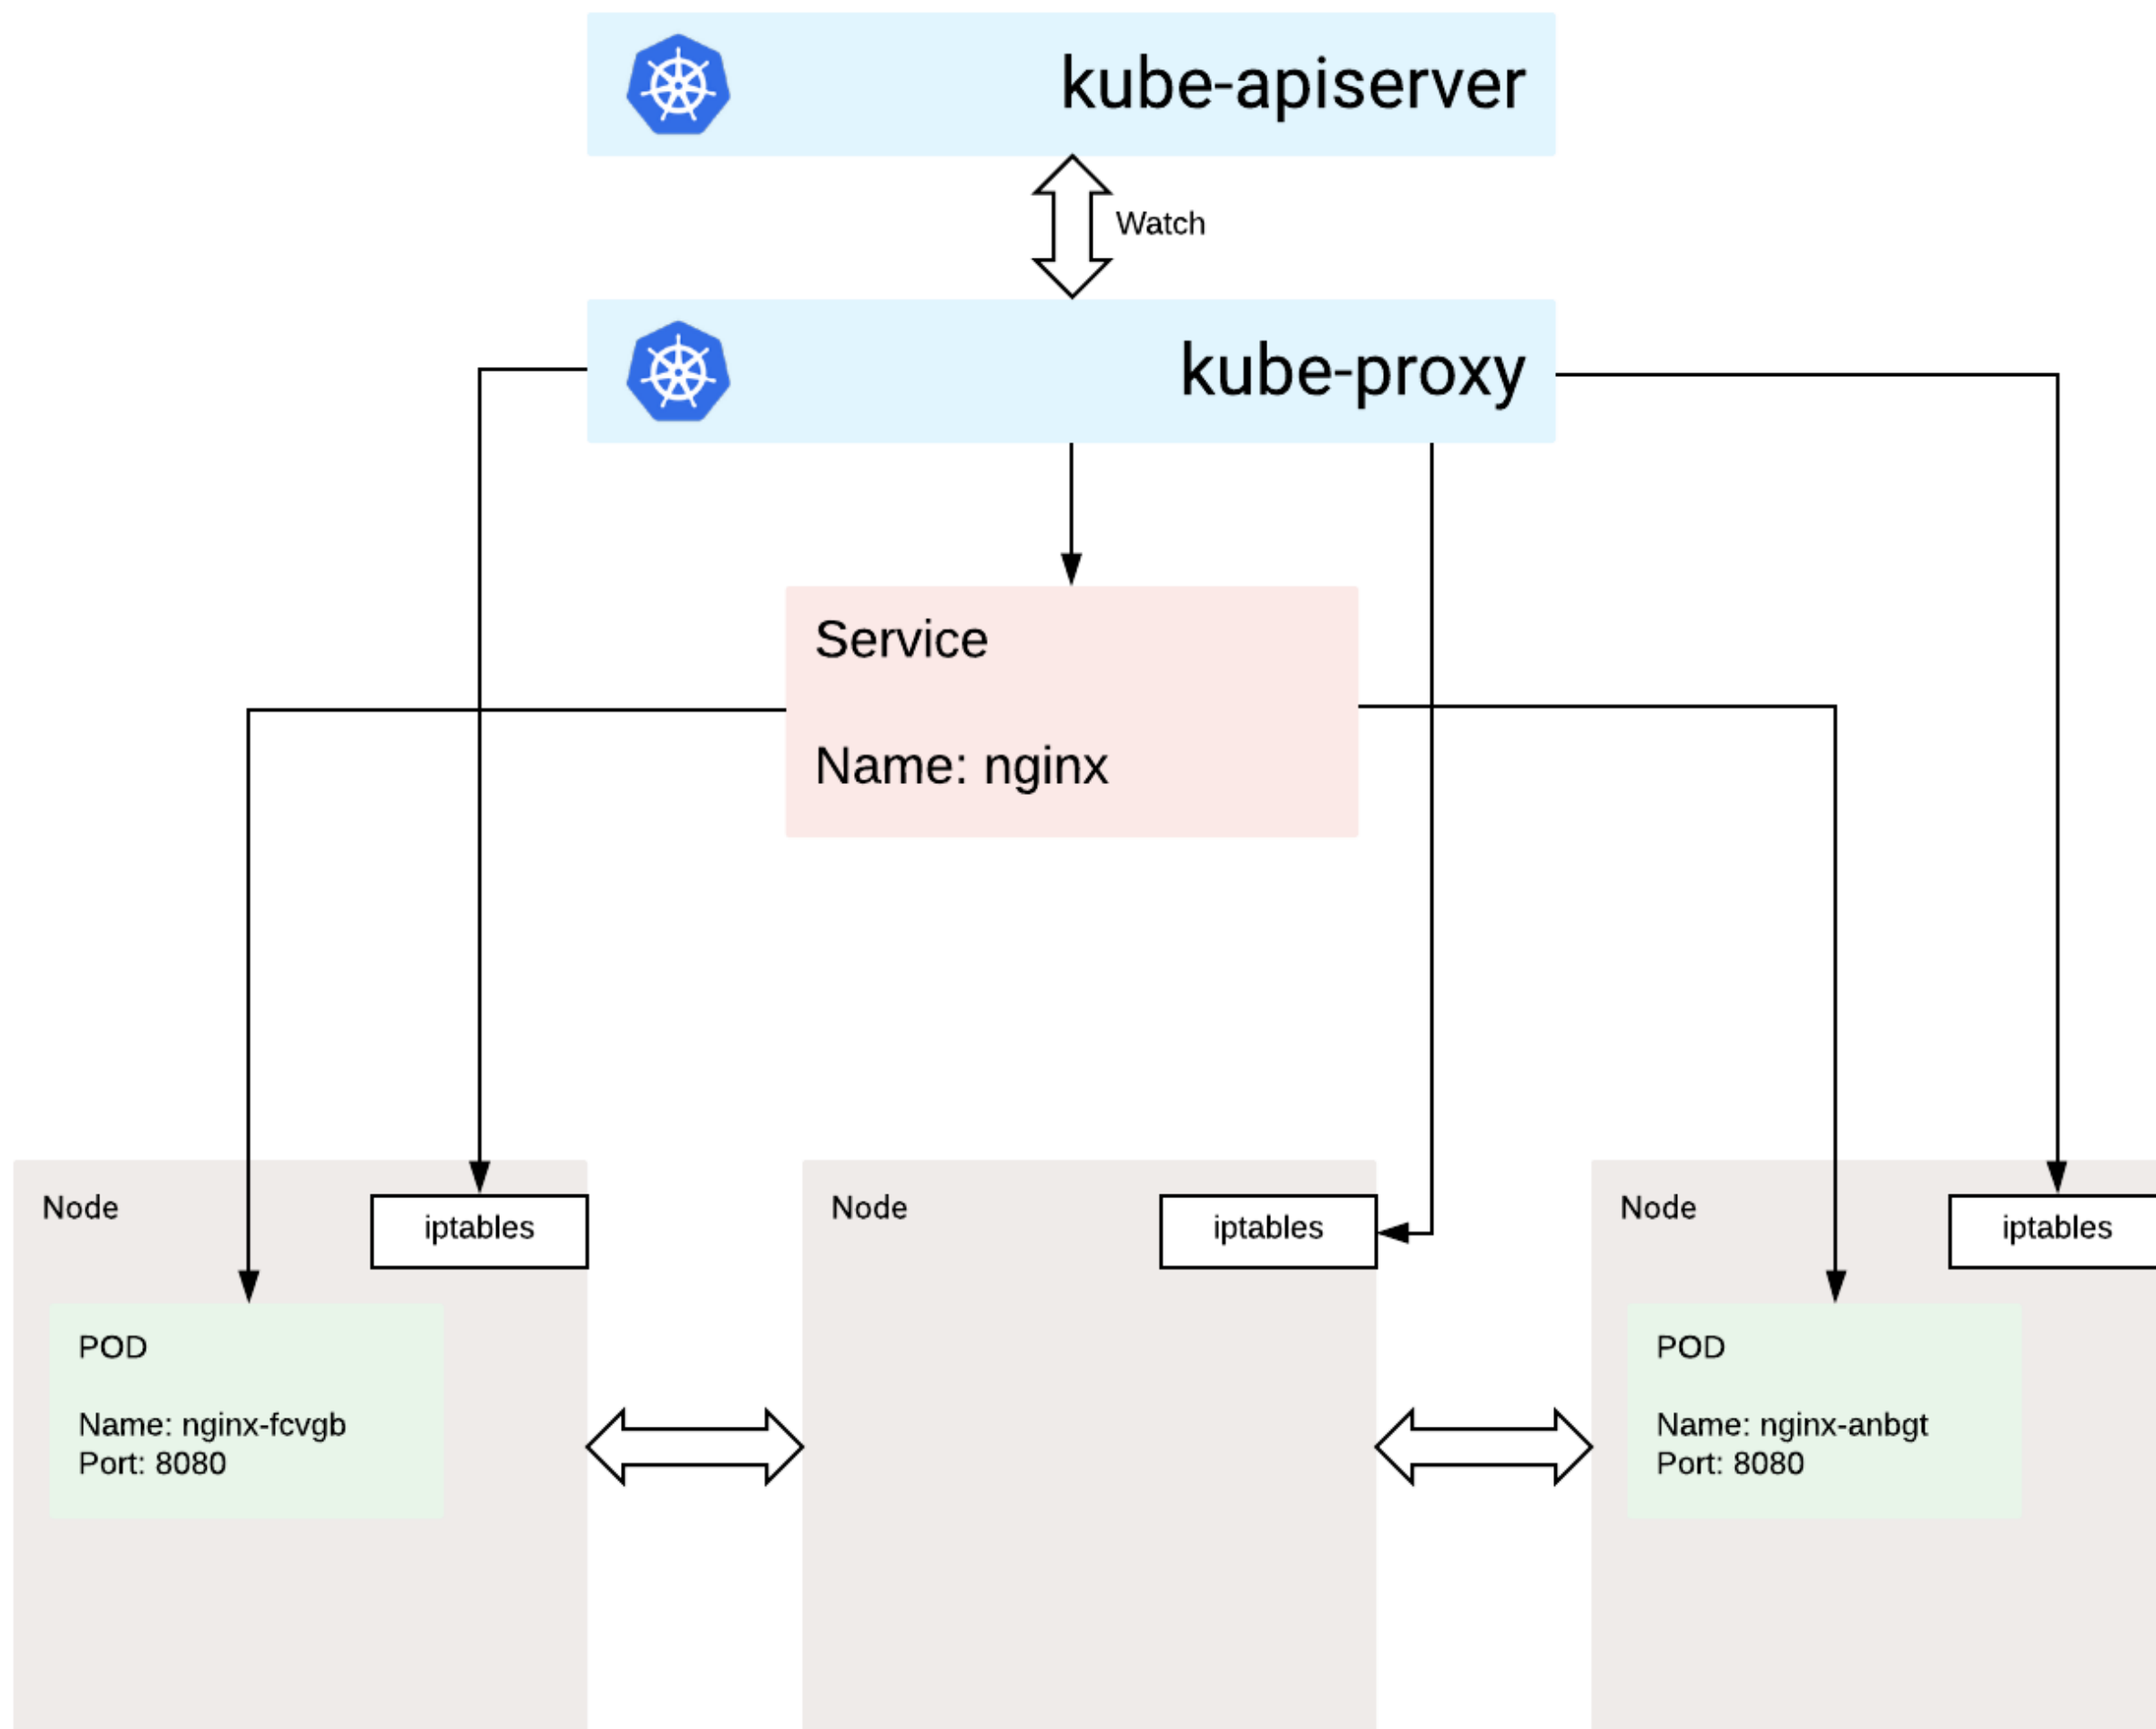 kube-apiserver
Watch
kube-proxy
Service
Name: nginx
Node
iptables
POD
Name: nginx-fcvgb
Port: 8080
Node
iptables
Node
iptables
POD
Name: nginx-anbgt
Port: 8080